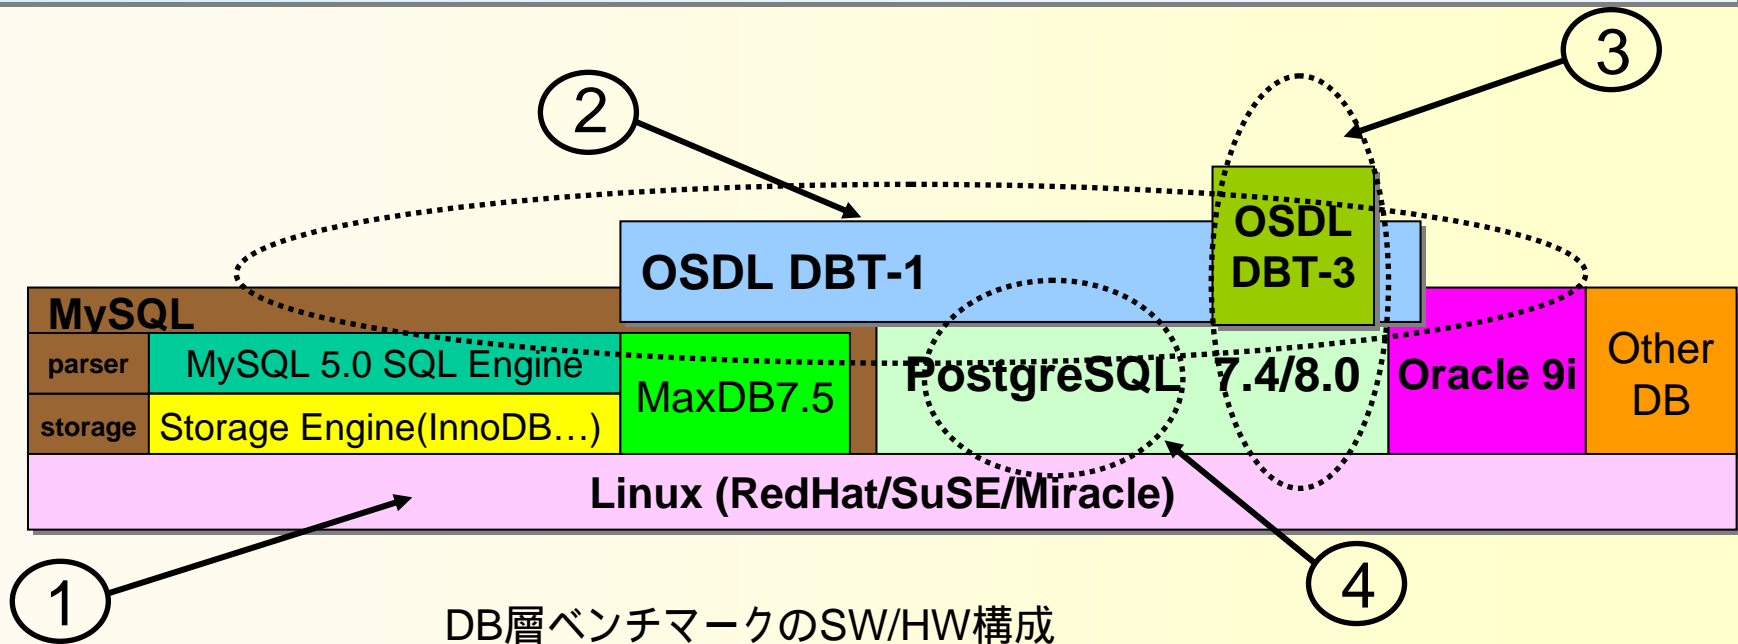 ③
②
OSDL
DBT-3
OSDL DBT-1
MySQL
parser
MySQL 5.0 SQL Engine
storage
Storage Engine(InnoDB…)
MaxDB7.5
PostgreSQL 7.4/8.0
Oracle 9i
Other
DB
Linux (RedHat/SuSE/Miracle)
①
④
DB層ベンチマークのSW/HW構成